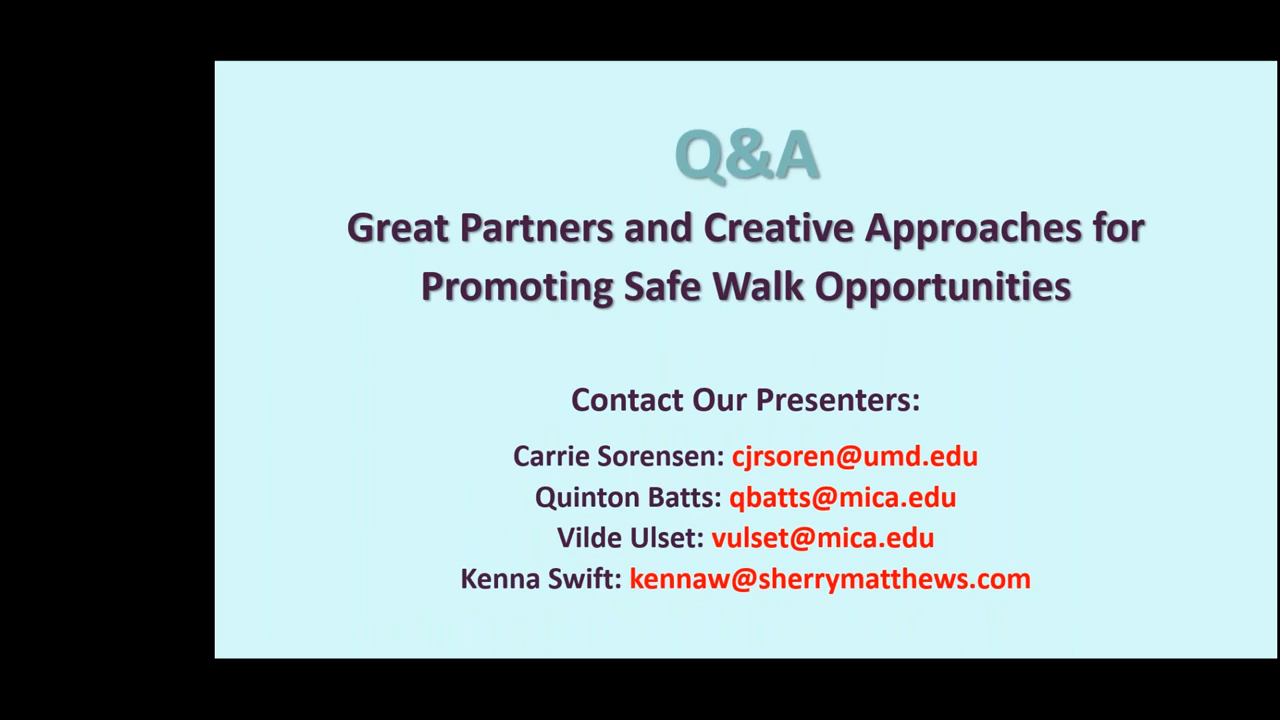 Q&A
Great Partners and Creative Approaches for
Promoting Safe Walk Opportunities
Contact Our Presenters:
Carrie Sorensen: cjrsoren@umd.edu
Quinton Batts: qbatts@mica.edu
Vilde Ulset: vulset@mica.edu
Kenna Swift: kennaw@sherrymatthews.com